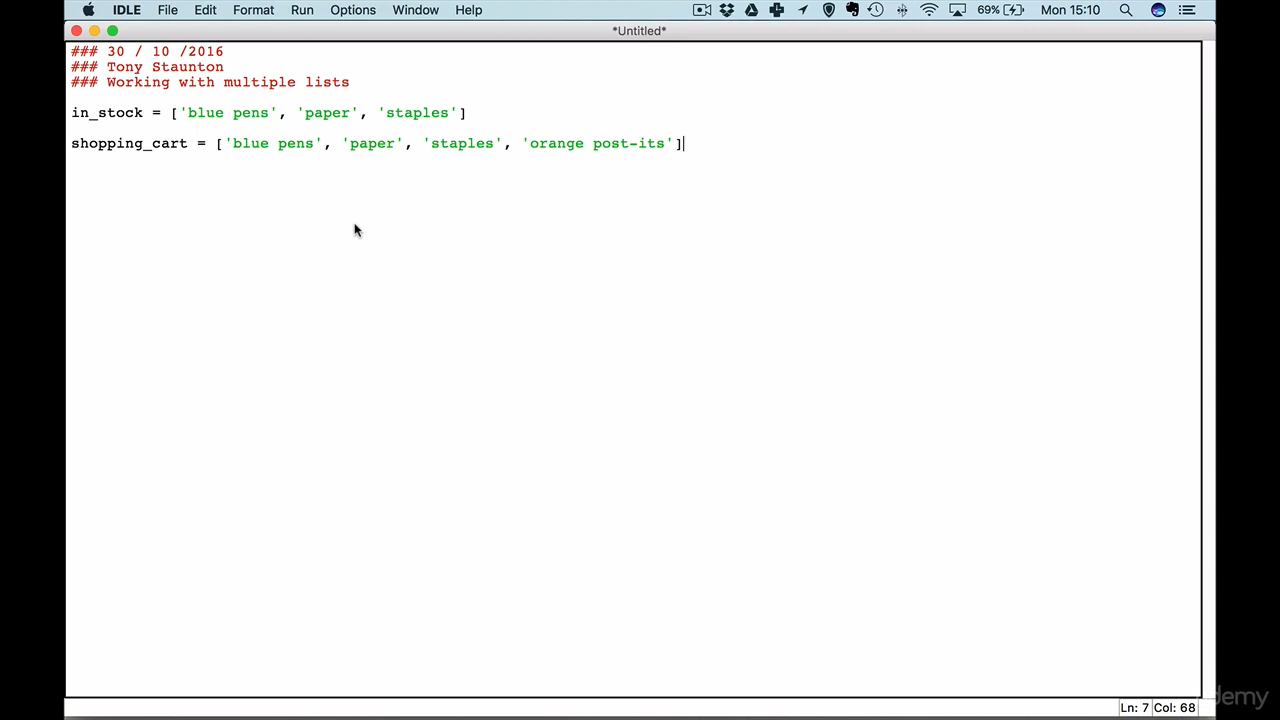 IDLE File Edit Format Run Options Window Help 69% Mon 15:10
*Untitled*
### 30 / 10 /2016
### Tony Staunton
### Working with multiple lists
in_stock = ['blue pens', 'paper', 'staples']
shopping_cart = ['blue pens', 'paper', 'staples', 'orange post-its']
demy
Ln: 7 Col: 68